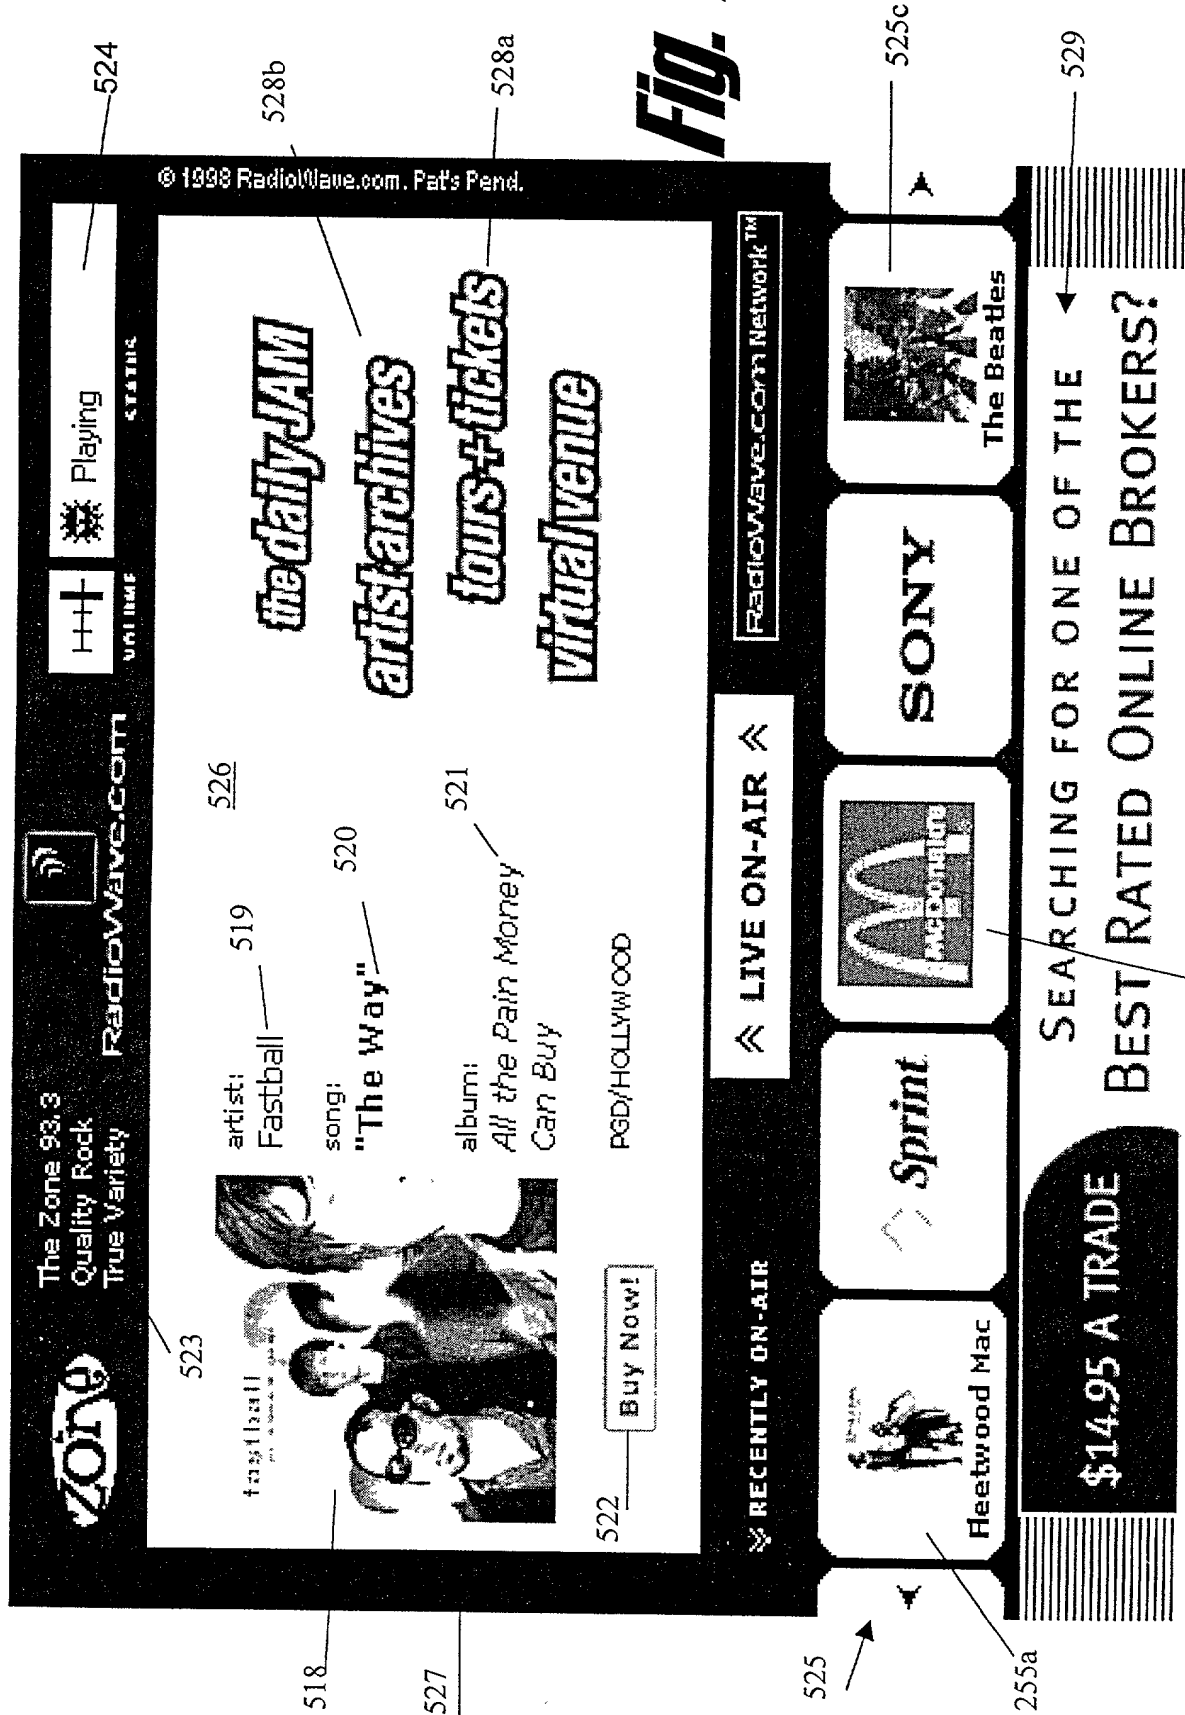 524
528b
528a
Fig.
525c
529
Zone
The Zone 93.3
Quality Rock
True Variety
RadioWave.com
VOLUME
Playing
STATUS
© 1998 RadioWave.com. Pat's Pend.
523
526
fastball
artist:
Fastball
519
song:
"The Way"
520
album:
521
All the Pain Money
Can Buy
PGD/HOLLYWOOD
Buy Now!
522
the daily JAM
artist archives
tours+tickets
virtual venue
518
527
RECENTLY ON-AIR
LIVE ON-AIR
RadioWave.com Network™
Fleetwood Mac
Sprint
McDonald's
SONY
The Beatles
525
255a
$14.95 A TRADE
SEARCHING FOR ONE OF THE
BEST RATED ONLINE BROKERS?